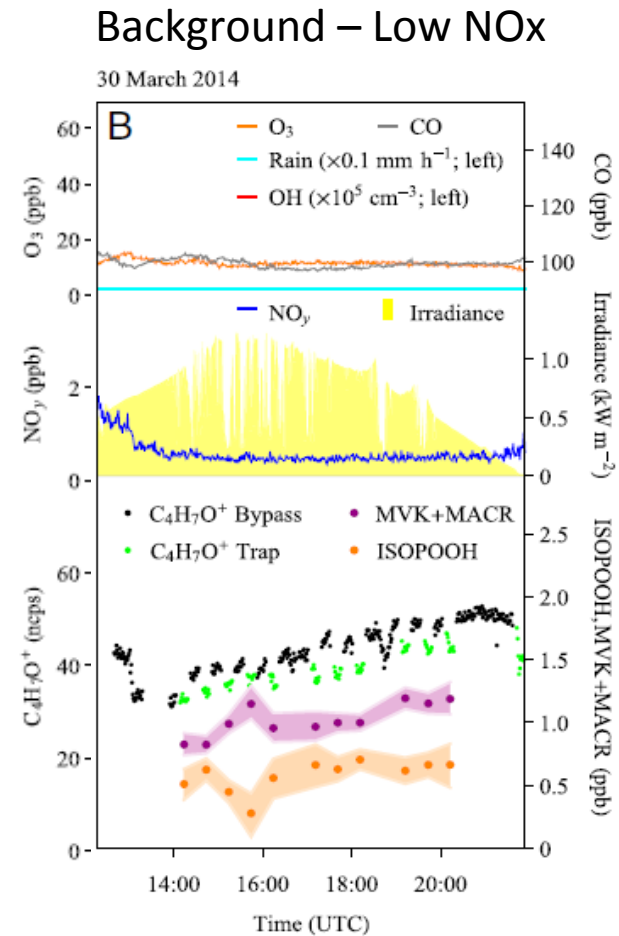 Background – Low NOx
30 March 2014
B
O₃
CO
Rain (×0.1 mm h⁻¹; left)
OH (×10⁵ cm⁻³; left)
60
40
20
0
O₃ (ppb)
140
120
100
CO (ppb)
NOy
Irradiance
2
0
NOy (ppb)
1.0
0.5
0
Irradiance (kW m⁻²)
C₄H₇O⁺ Bypass
MVK+MACR
C₄H₇O⁺ Trap
ISOPOOH
60
40
20
0
C₄H₇O⁺ (ncps)
2.5
2.0
1.5
1.0
0.5
0
ISOPOOH,MVK+MACR (ppb)
14:00
16:00
18:00
20:00
Time (UTC)